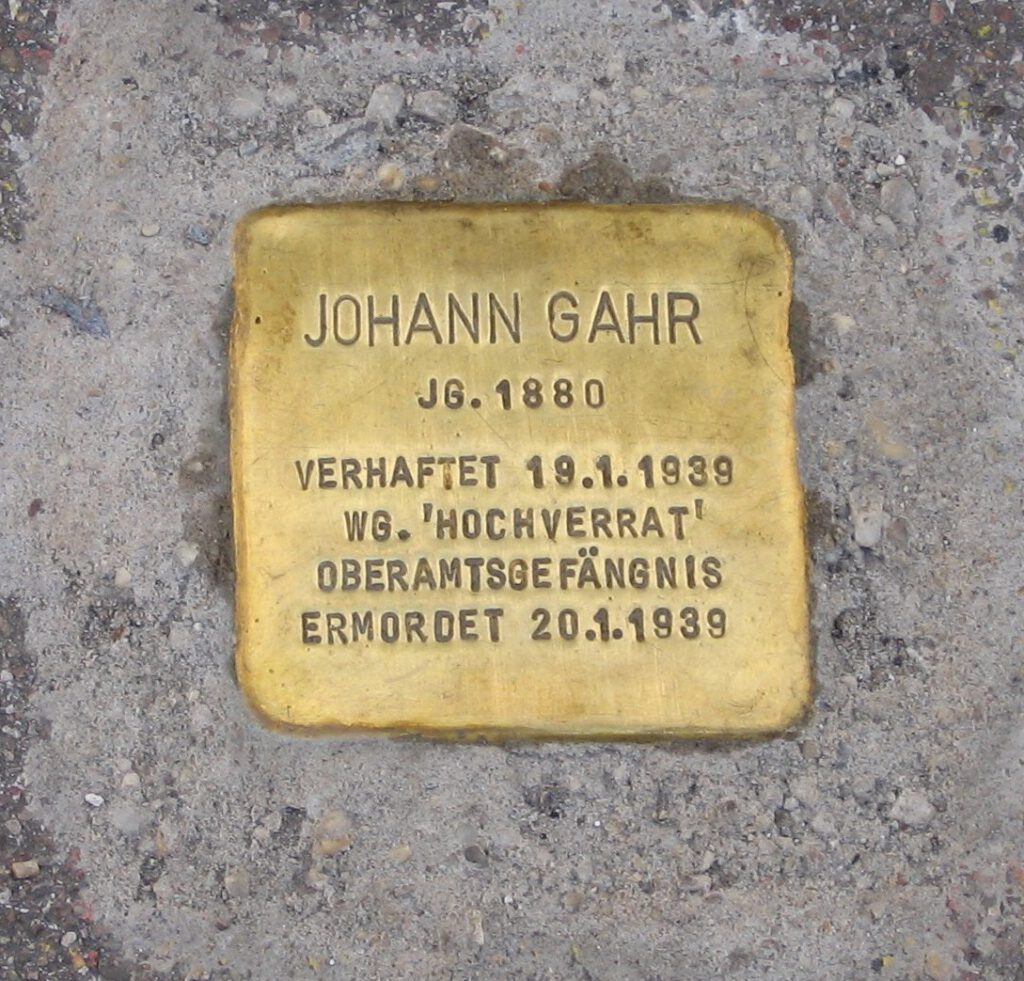 JOHANN GAHR
JG. 1880
VERHAFTET 19.1.1939
WG. 'HOCHVERRAT'
OBERAMTSGEFÄNGNIS
ERMORDET 20.1.1939